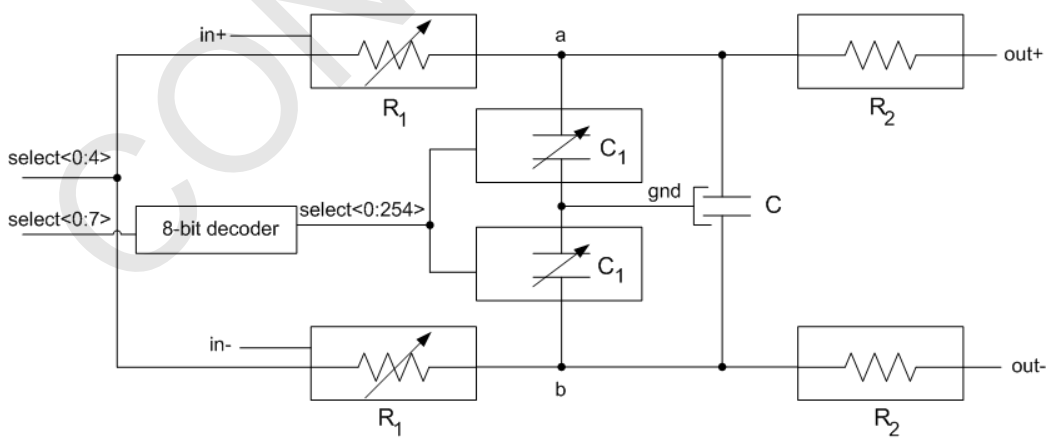 in+
a
out+
R1
R2
select<0:4>
C1
gnd
C
select<0:7>
8-bit decoder
select<0:254>
C1
in-
b
out-
R1
R2
CON